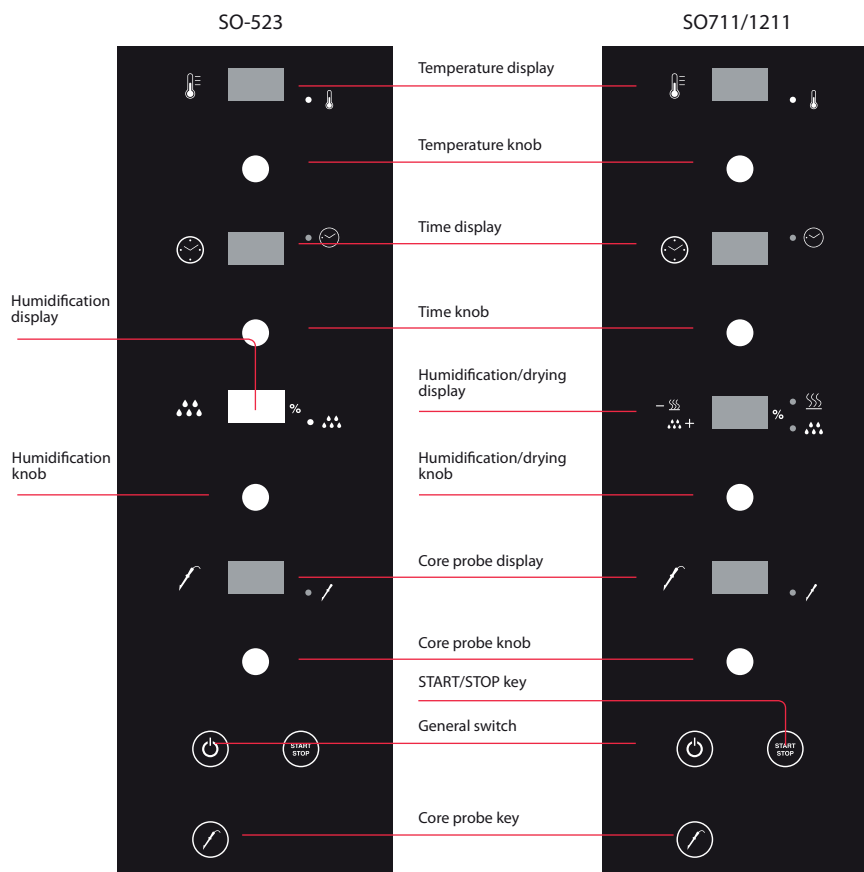 SO-523
SO711/1211
Temperature display
Temperature knob
Time display
Humidification
display
Time knob
Humidification/drying
display
%
− 
+
%
Humidification
knob
Humidification/drying
knob
Core probe display
Core probe knob
START/STOP key
General switch
START
STOP
START
STOP
Core probe key